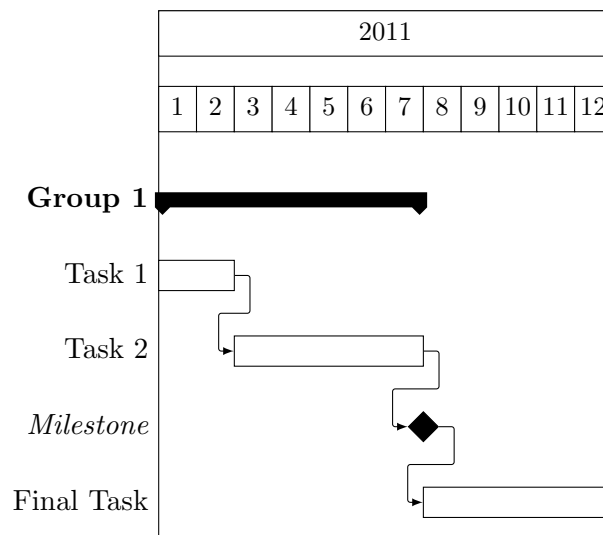 2011
1 2 3 4 5 6 7 8 9 10 11 12
Group 1
Task 1
Task 2
Milestone
Final Task